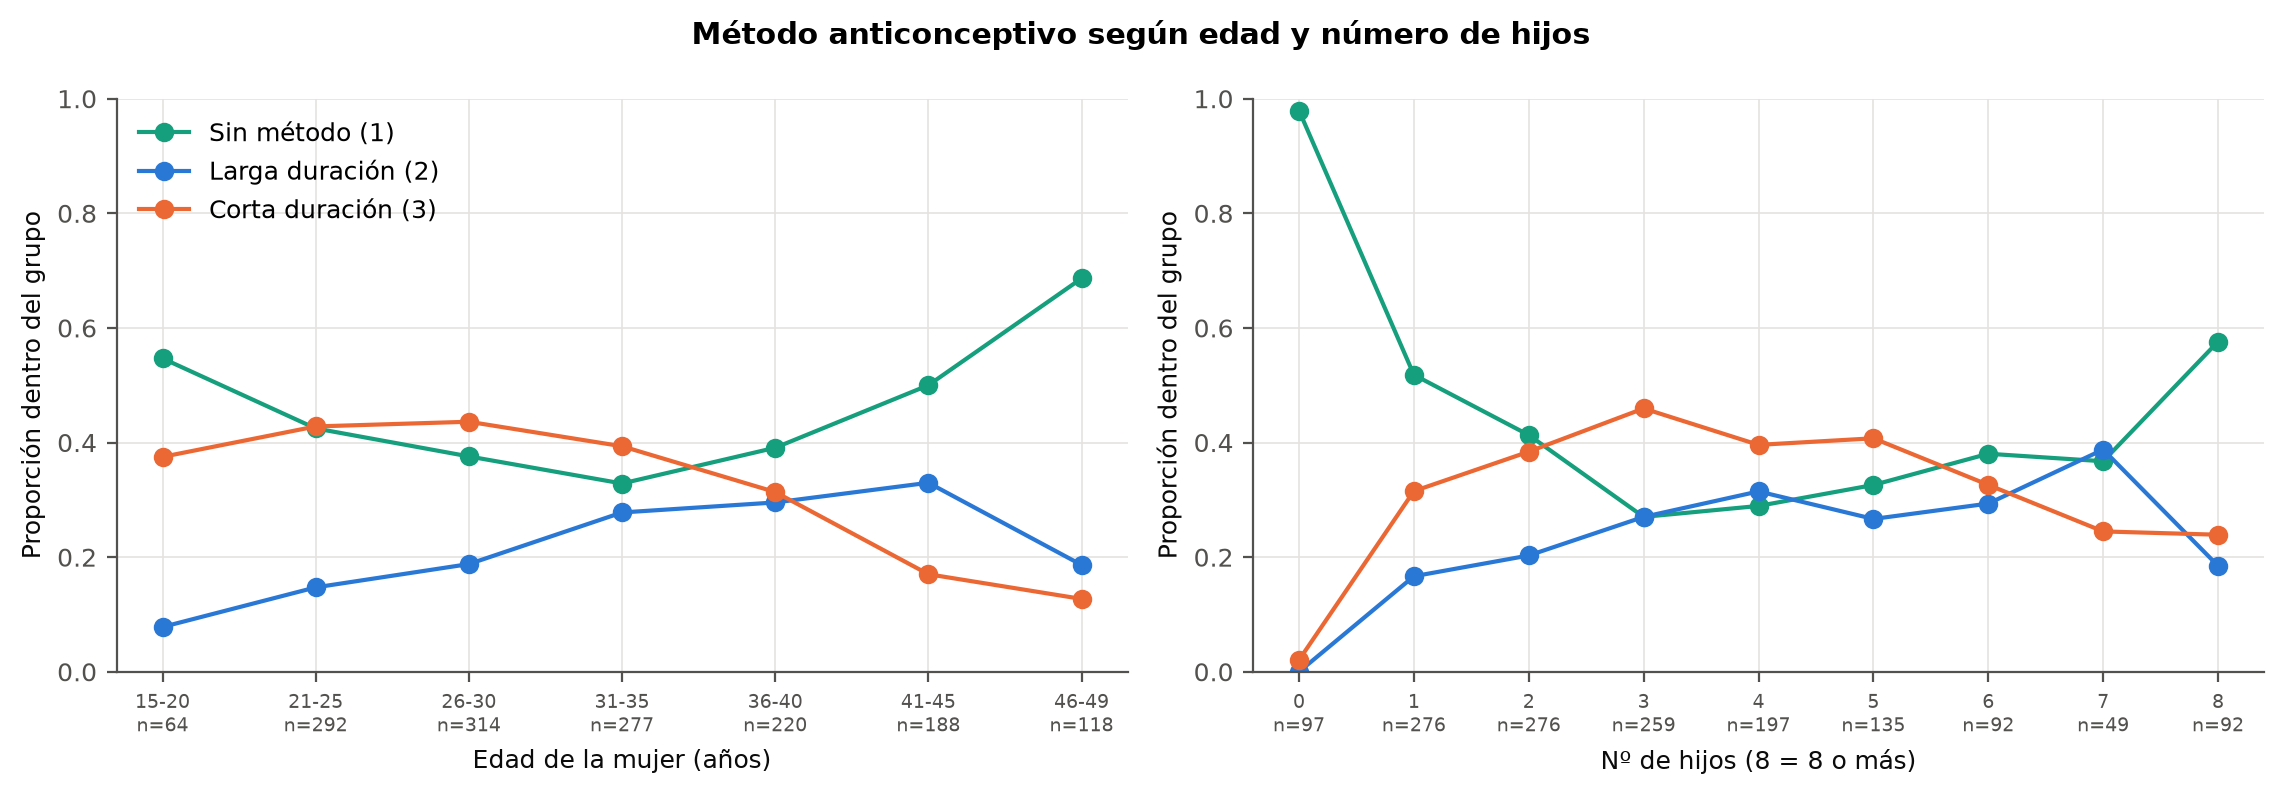 Método anticonceptivo según edad y número de hijos
Proporción dentro del grupo
1.0
0.8
0.6
0.4
0.2
0.0
Sin método (1)
Larga duración (2)
Corta duración (3)
15-20 21-25 26-30 31-35 36-40 41-45 46-49
n=64 n=292 n=314 n=277 n=220 n=188 n=118
Edad de la mujer (años)
Proporción dentro del grupo
1.0
0.8
0.6
0.4
0.2
0.0
0 1 2 3 4 5 6 7 8
n=97 n=276 n=276 n=259 n=197 n=135 n=92 n=49 n=92
Nº de hijos (8 = 8 o más)